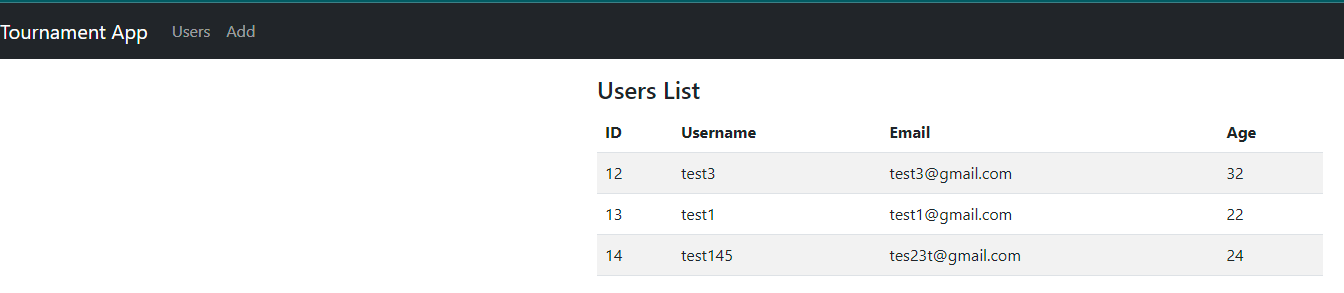 Tournament App Users Add
Users List
ID Username Email Age
12 test3 test3@gmail.com 32
13 test1 test1@gmail.com 22
14 test145 tes23t@gmail.com 24